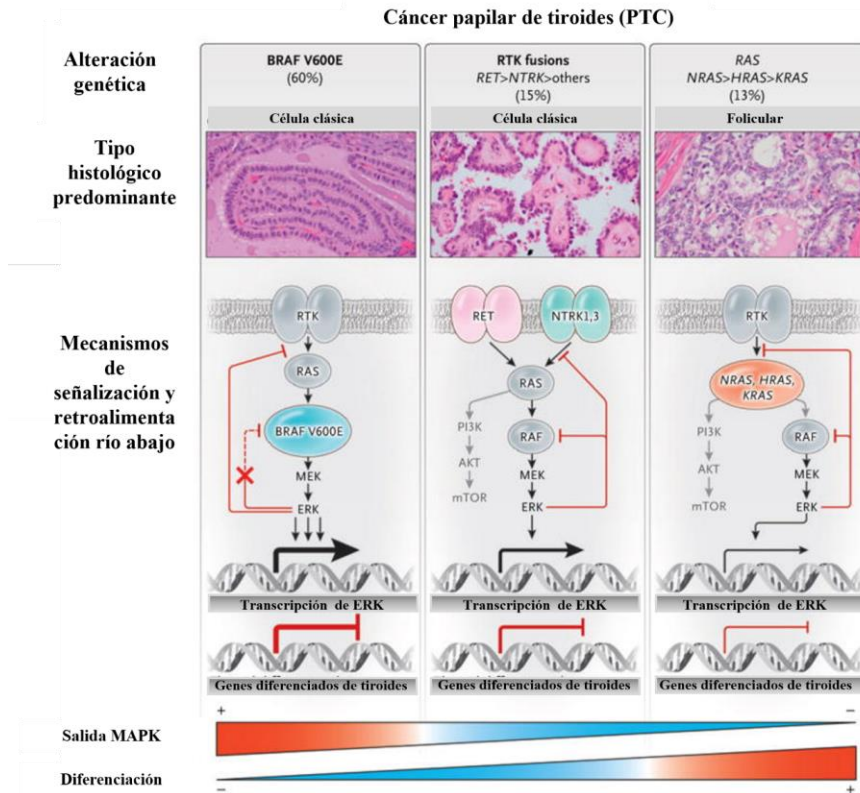 Cáncer papilar de tiroides (PTC)
Alteración
genética
BRAF V600E
(60%)
RTK fusions
RET>NTRK>others
(15%)
RAS
NRAS>HRAS>KRAS
(13%)
Tipo
histológico
predominante
Célula clásica
Célula clásica
Folicular
Mecanismos
de
señalización y
retroalimenta
ción río abajo
RTK
RAS
BRAF V600E
MEK
ERK
RET
NTRK1,3
RAS
PI3K
RAF
AKT
MEK
mTOR
ERK
RTK
NRAS, HRAS,
KRAS
PI3K
RAF
AKT
MEK
mTOR
ERK
Transcripción de ERK
Transcripción de ERK
Transcripción de ERK
Genes diferenciados de tiroides
Genes diferenciados de tiroides
Genes diferenciados de tiroides
+
−
Salida MAPK
Diferenciación
−
+